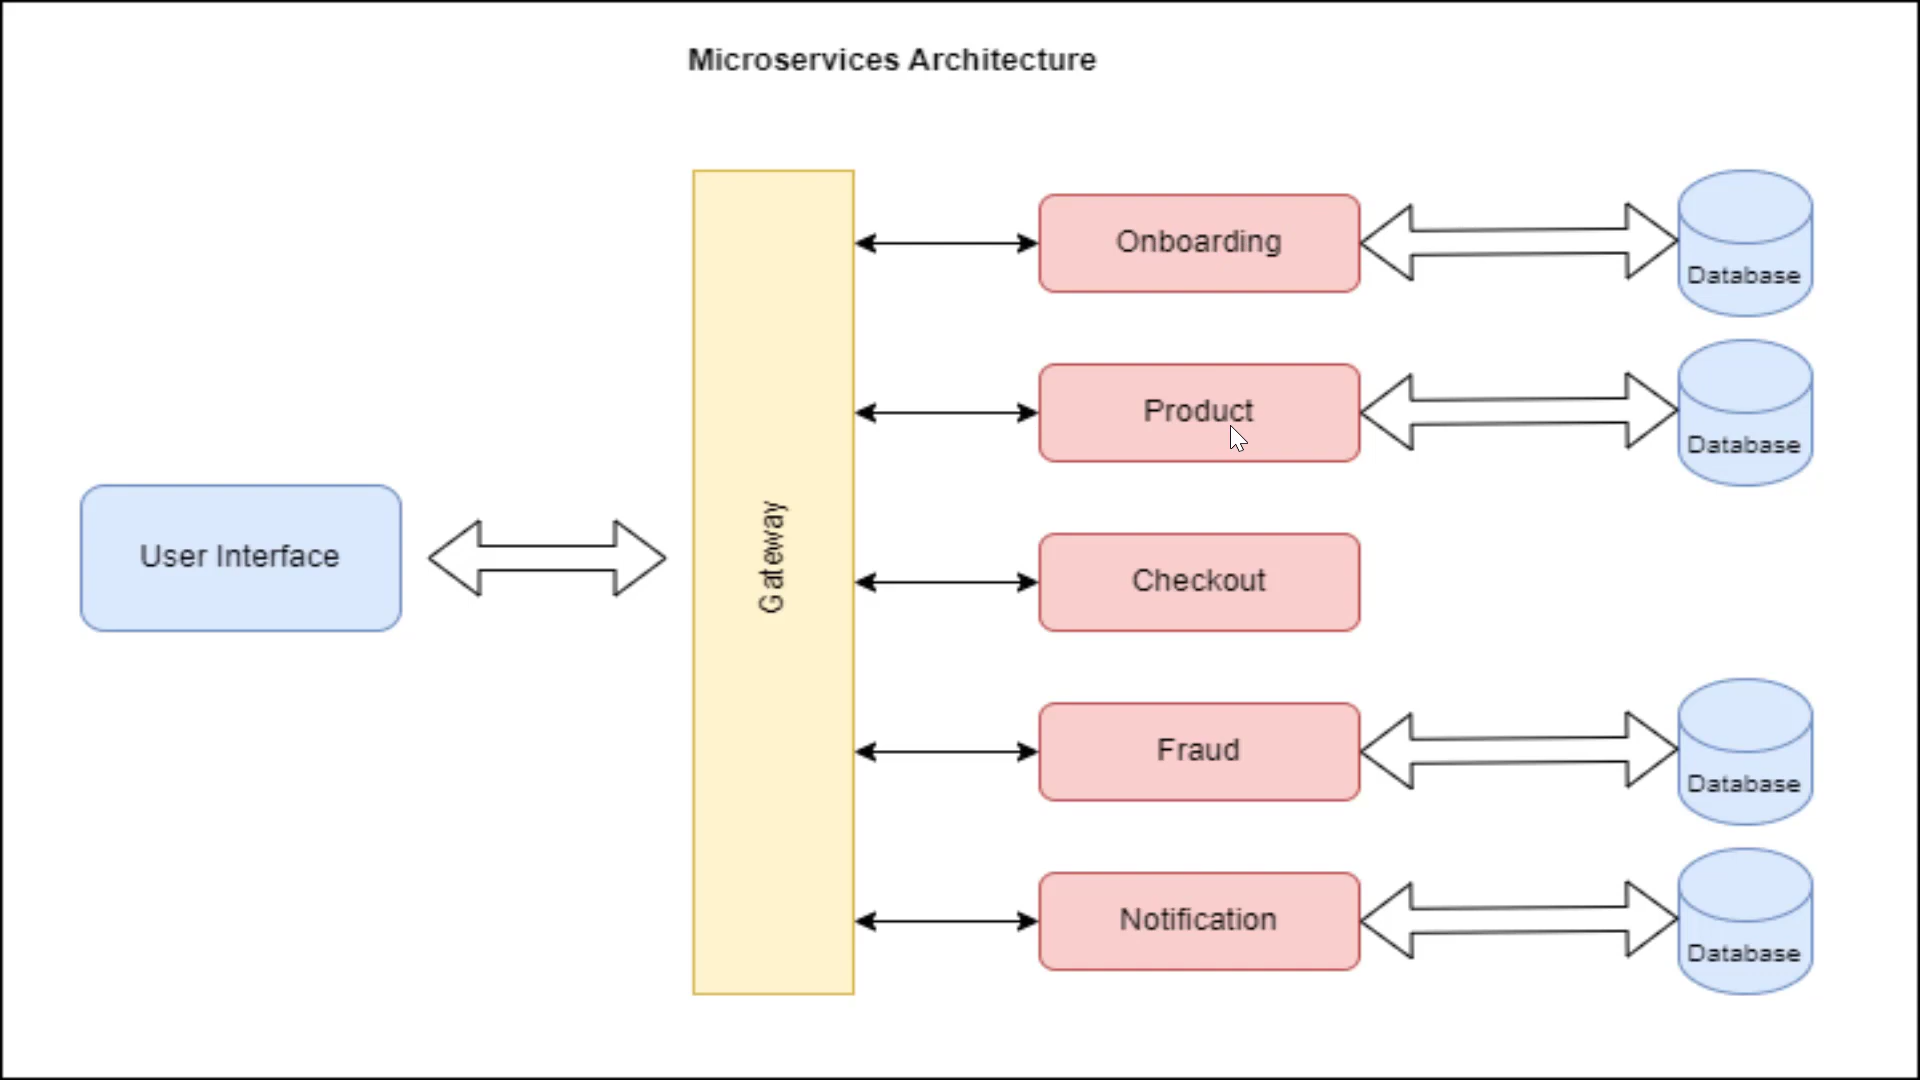 Microservices Architecture
User Interface
Gateway
Onboarding
Database
Product
Database
Checkout
Fraud
Database
Notification
Database